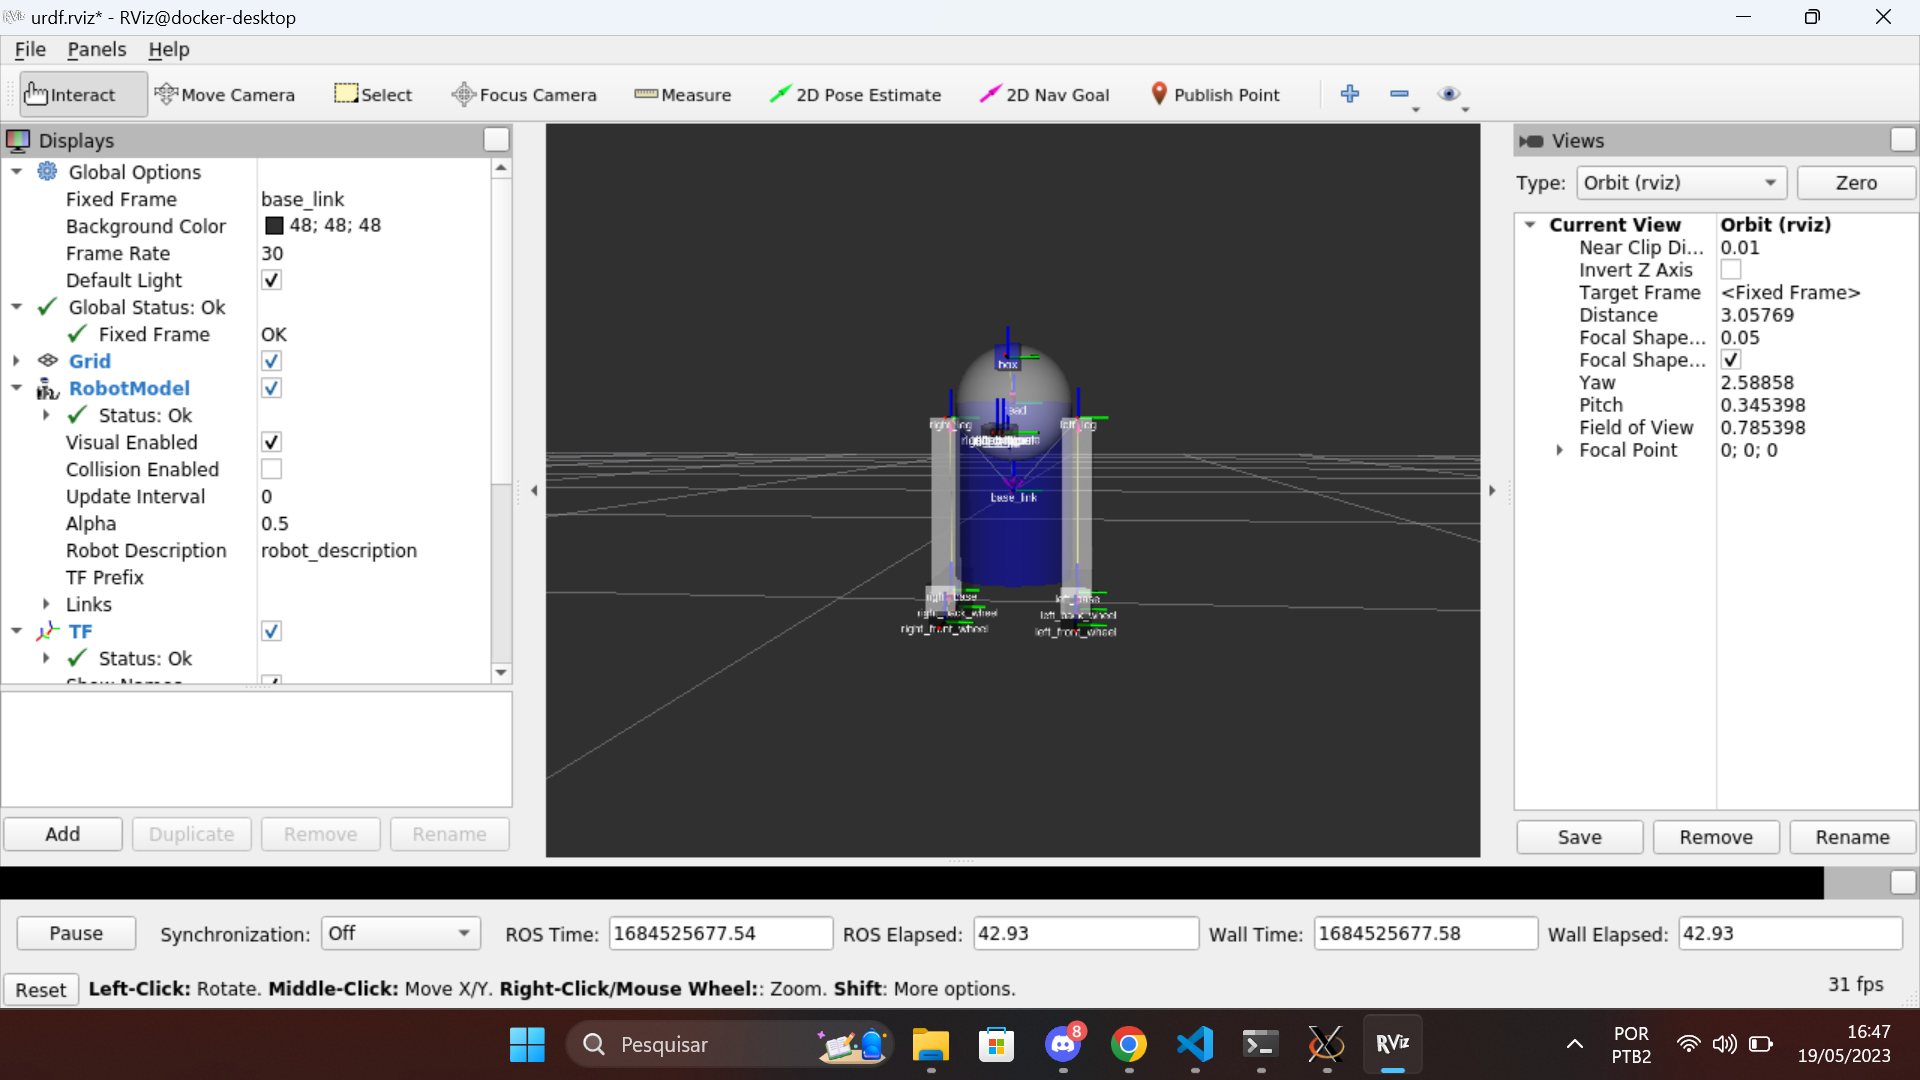 urdf.rviz* - RViz@docker-desktop
File Panels Help
Interact Move Camera Select Focus Camera Measure 2D Pose Estimate 2D Nav Goal Publish Point
Displays
Global Options
Fixed Frame base_link
Background Color 48; 48; 48
Frame Rate 30
Default Light
Global Status: Ok
Fixed Frame OK
Grid
RobotModel
Status: Ok
Visual Enabled
Collision Enabled
Update Interval 0
Alpha 0.5
Robot Description robot_description
TF Prefix
Links
TF
Status: Ok
Show Names
Add Duplicate Remove Rename
box
right_leg left_leg
base_link
right_base left_base
right_back_wheel left_back_wheel
right_front_wheel left_front_wheel
Views
Type: Orbit (rviz) Zero
Current View Orbit (rviz)
Near Clip Di... 0.01
Invert Z Axis
Target Frame <Fixed Frame>
Distance 3.05769
Focal Shape... 0.05
Focal Shape...
Yaw 2.58858
Pitch 0.345398
Field of View 0.785398
Focal Point 0; 0; 0
Save Remove Rename
Pause Synchronization: Off ROS Time: 1684525677.54 ROS Elapsed: 42.93 Wall Time: 1684525677.58 Wall Elapsed: 42.93
Reset Left-Click: Rotate. Middle-Click: Move X/Y. Right-Click/Mouse Wheel:: Zoom. Shift: More options. 31 fps
Pesquisar 8 RViz POR PTB2 16:47
19/05/2023